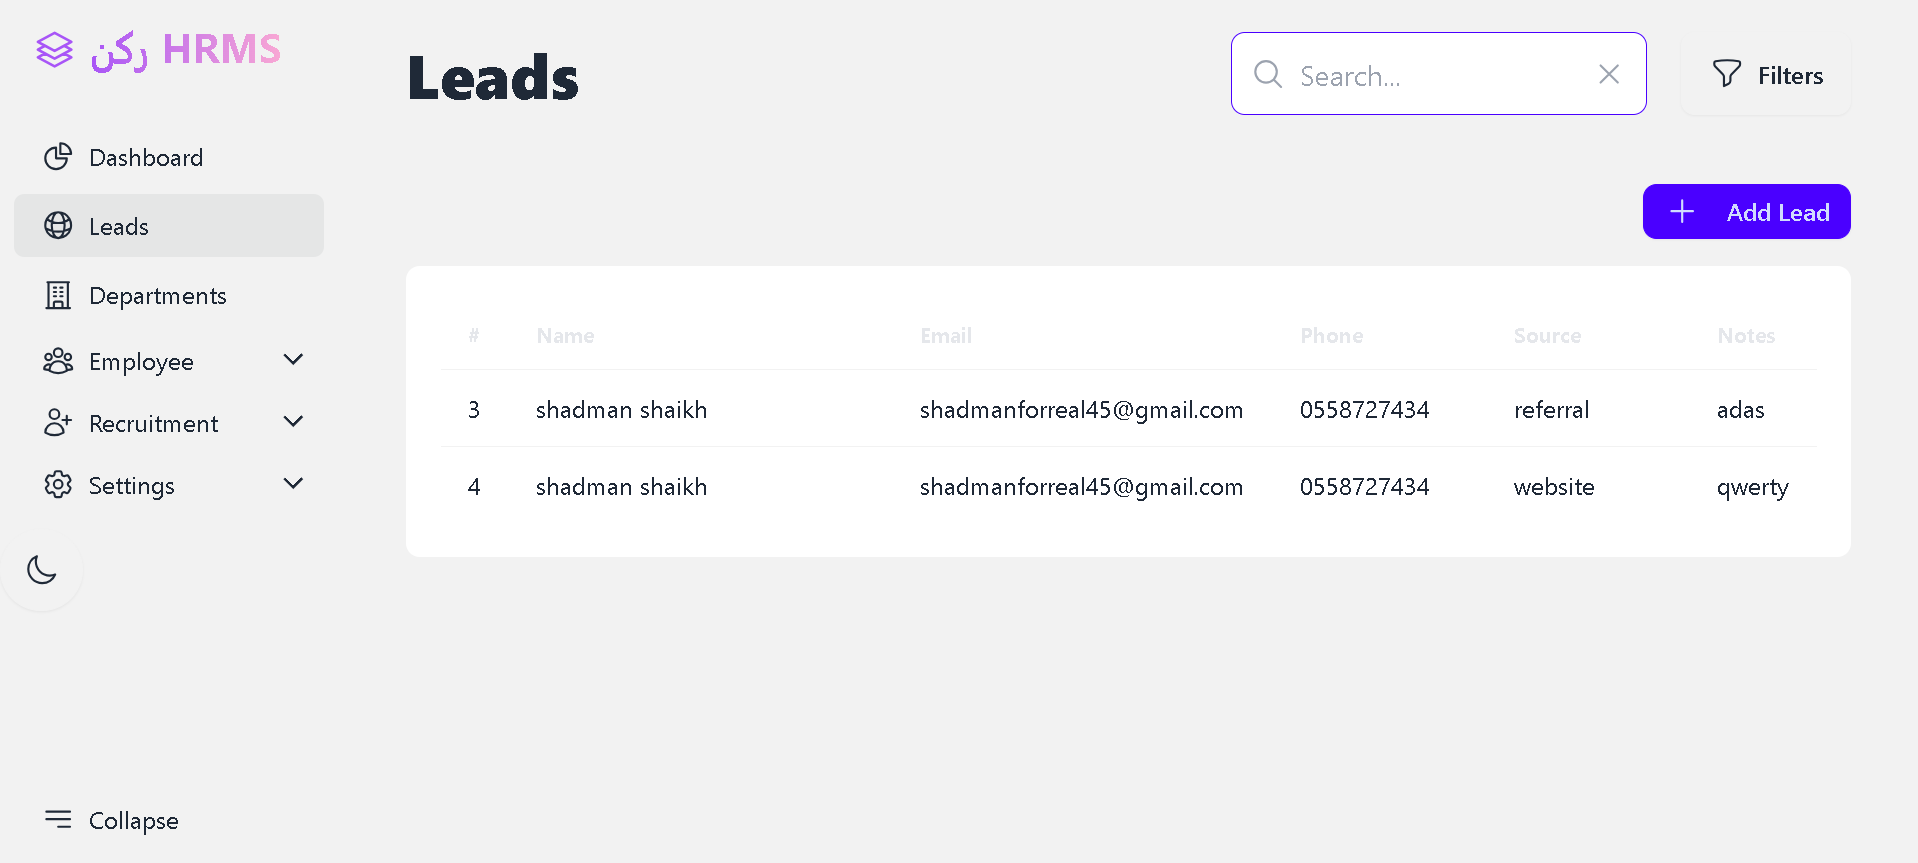 ركن HRMS
Dashboard
Leads
Departments
Employee
Recruitment
Settings
Collapse
Leads
Search...
Filters
Add Lead
# Name Email Phone Source Notes
3 shadman shaikh shadmanforreal45@gmail.com 0558727434 referral adas
4 shadman shaikh shadmanforreal45@gmail.com 0558727434 website qwerty